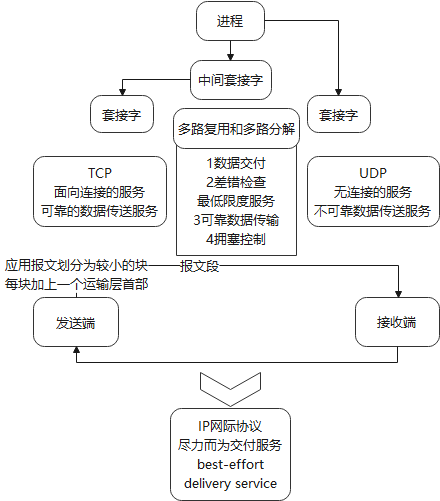 进程
中间套接字
套接字
套接字
多路复用和多路分解
TCP
面向连接的服务
可靠的数据传送服务
1数据交付
2差错检查
最低限度服务
3可靠数据传输
4拥塞控制
UDP
无连接的服务
不可靠数据传送服务
应用报文划分为较小的块
每块加上一个运输层首部
报文段
发送端
接收端
IP网际协议
尽力而为交付服务
best-effort
delivery service